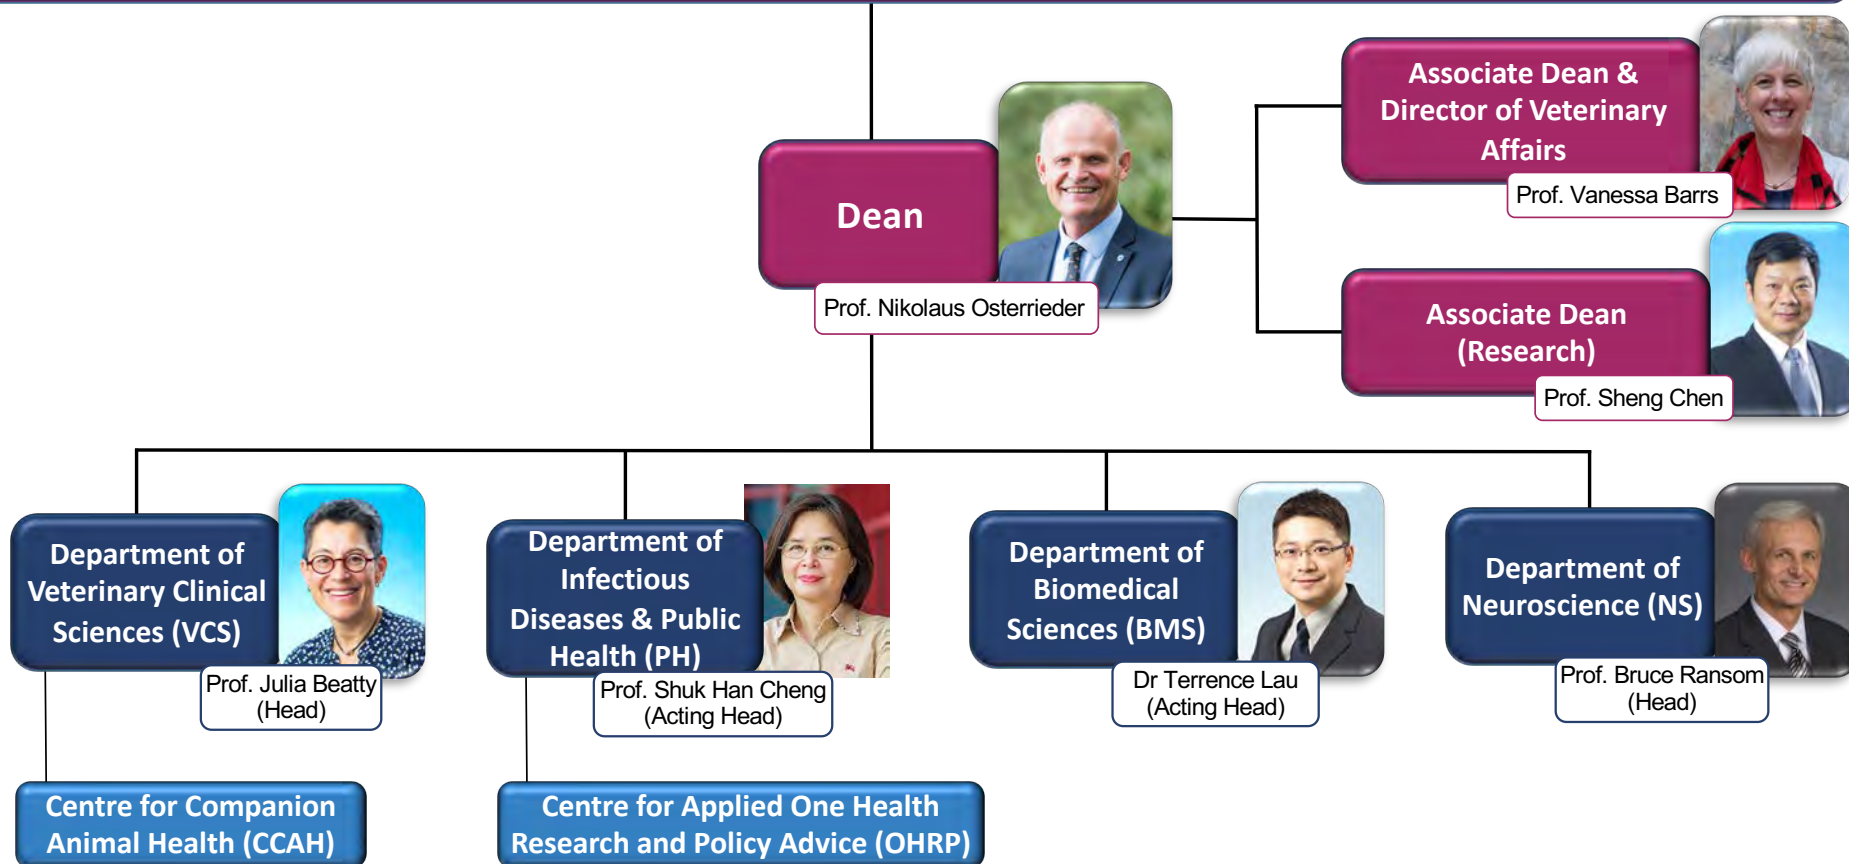 Associate Dean &
Director of Veterinary
Affairs
Prof. Vanessa Barrs
Dean
Prof. Nikolaus Osterrieder
Associate Dean
(Research)
Prof. Sheng Chen
Department of
Veterinary Clinical
Sciences (VCS)
Prof. Julia Beatty
(Head)
Department of
Infectious
Diseases & Public
Health (PH)
Prof. Shuk Han Cheng
(Acting Head)
Department of
Biomedical
Sciences (BMS)
Dr Terrence Lau
(Acting Head)
Department of
Neuroscience (NS)
Prof. Bruce Ransom
(Head)
Centre for Companion
Animal Health (CCAH)
Centre for Applied One Health
Research and Policy Advice (OHRP)